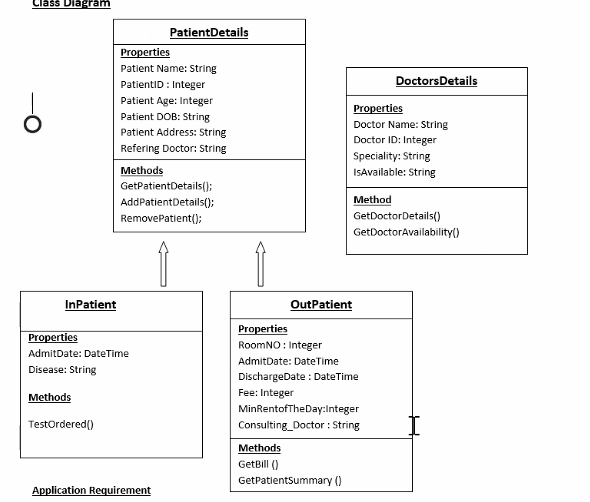 Class Diagram
PatientDetails
Properties
Patient Name: String
PatientID : Integer
Patient Age: Integer
Patient DOB: String
Patient Address: String
Refering Doctor: String
Methods
GetPatientDetails();
AddPatientDetails();
RemovePatient();
DoctorsDetails
Properties
Doctor Name: String
Doctor ID: Integer
Speciality: String
IsAvailable: String
Method
GetDoctorDetails()
GetDoctorAvailability()
InPatient
Properties
AdmitDate: DateTime
Disease: String
Methods
TestOrdered()
OutPatient
Properties
RoomNO : Integer
AdmitDate: DateTime
DischargeDate : DateTime
Fee: Integer
MinRentofTheDay:Integer
Consulting_Doctor : String
Methods
GetBill ()
GetPatientSummary ()
Application Requirement